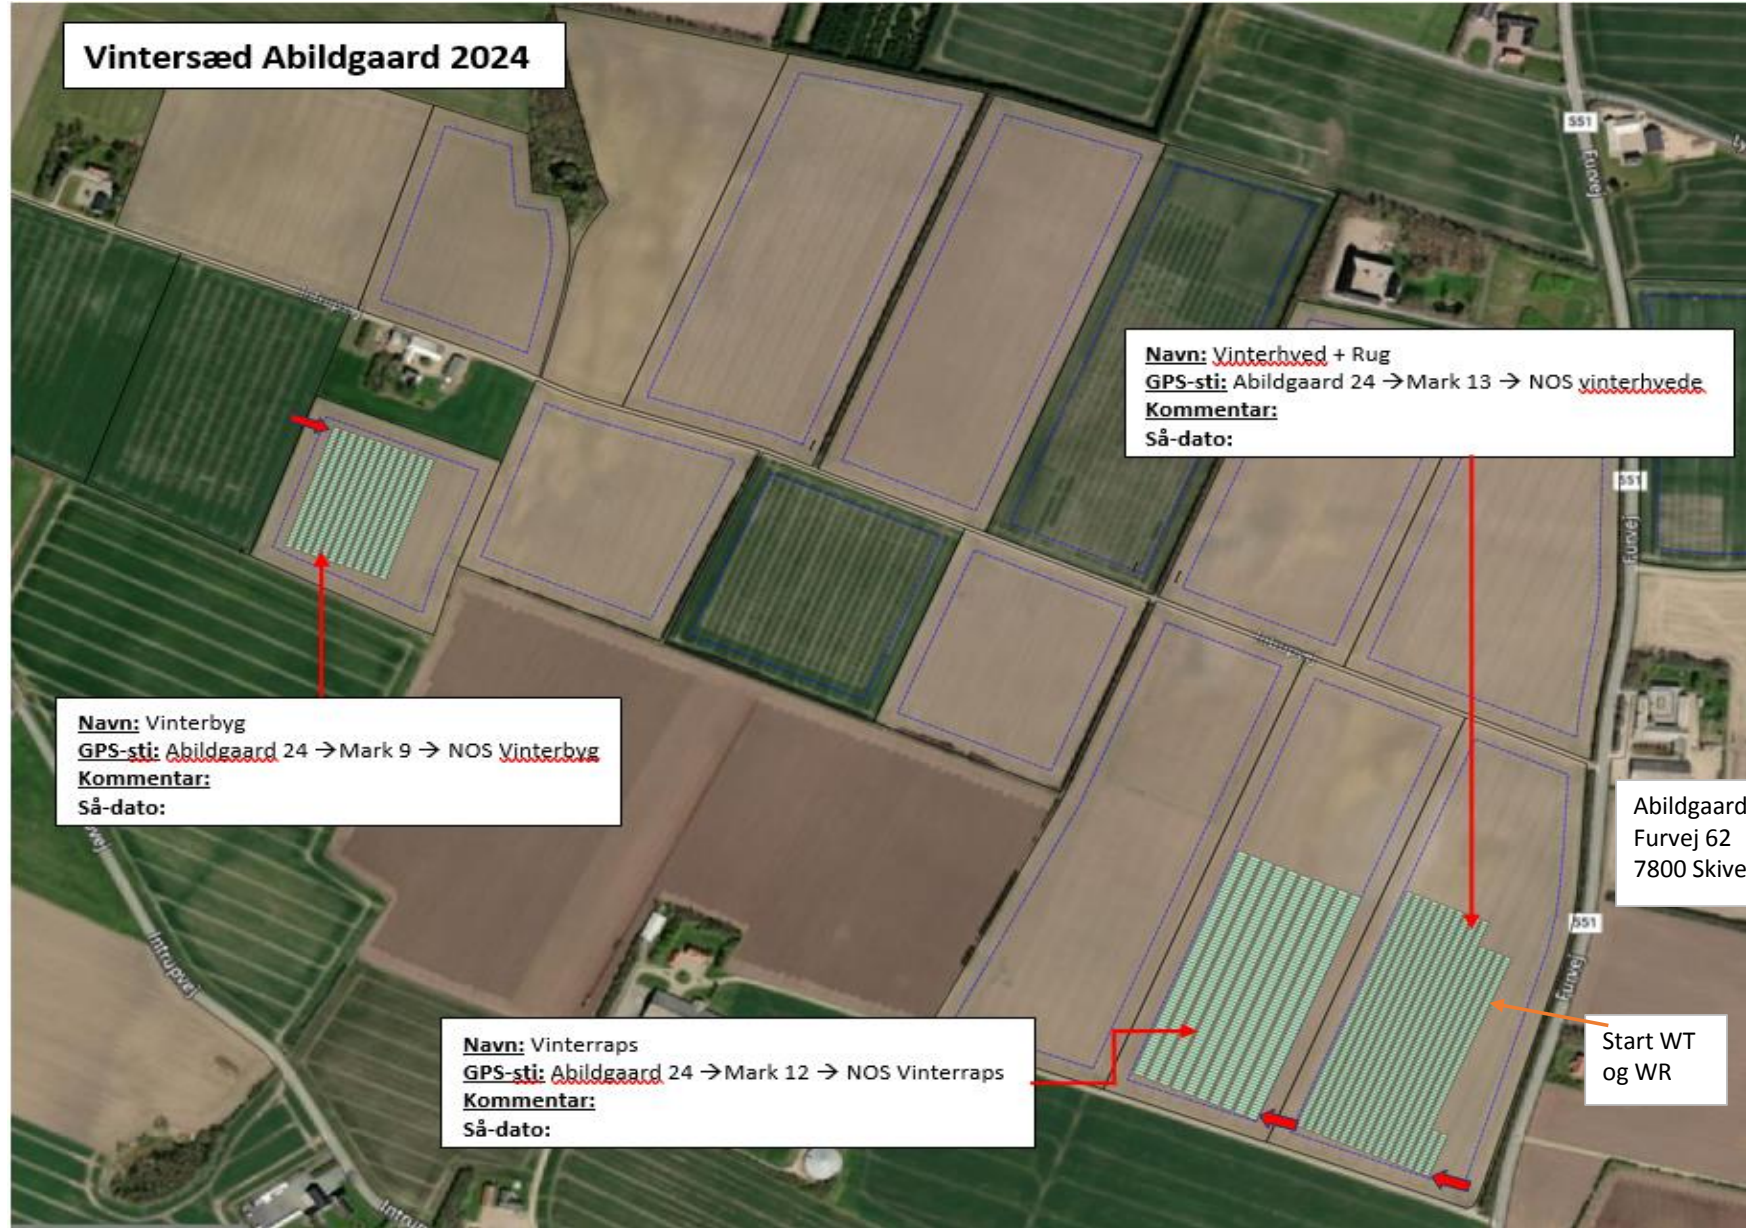 Vintersæd Abildgaard 2024
551
Furvej
Intrupvej
Navn: Vinterhved + Rug
GPS-sti: Abildgaard 24 → Mark 13 → NOS vinterhvede
Kommentar:
Så-dato:
551
Furvej
Intrupvej
Navn: Vinterbyg
GPS-sti: Abildgaard 24 → Mark 9 → NOS Vinterbyg
Kommentar:
Så-dato:
Abildgaard
Furvej 62
7800 Skive
551
Furvej
Intrupvej
Start WT
og WR
Navn: Vinterraps
GPS-sti: Abildgaard 24 → Mark 12 → NOS Vinterraps
Kommentar:
Så-dato: